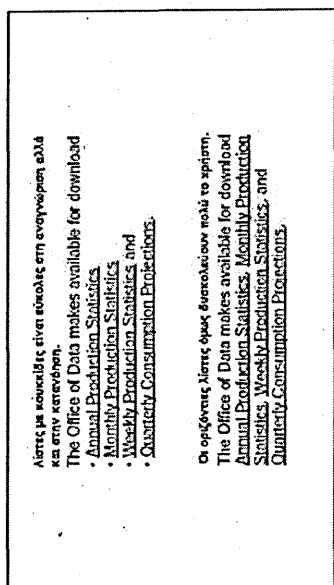 Λίστες με κουκκίδες είναι εύκολες στη αναγνώριση αλλά
και στην κατανόηση.
The Office of Data makes available for download
• Annual Production Statistics
• Monthly Production Statistics
• Weekly Production Statistics and
• Quarterly Consumption Projections.
Οι οριζόντες λίστες όμως δυσκολεύουν πολύ το χρήστη.
The Office of Data makes available for download
Annual Production Statistics, Monthly Production
Statistics, Weekly Production Statistics, and
Quarterly Consumption Projections.